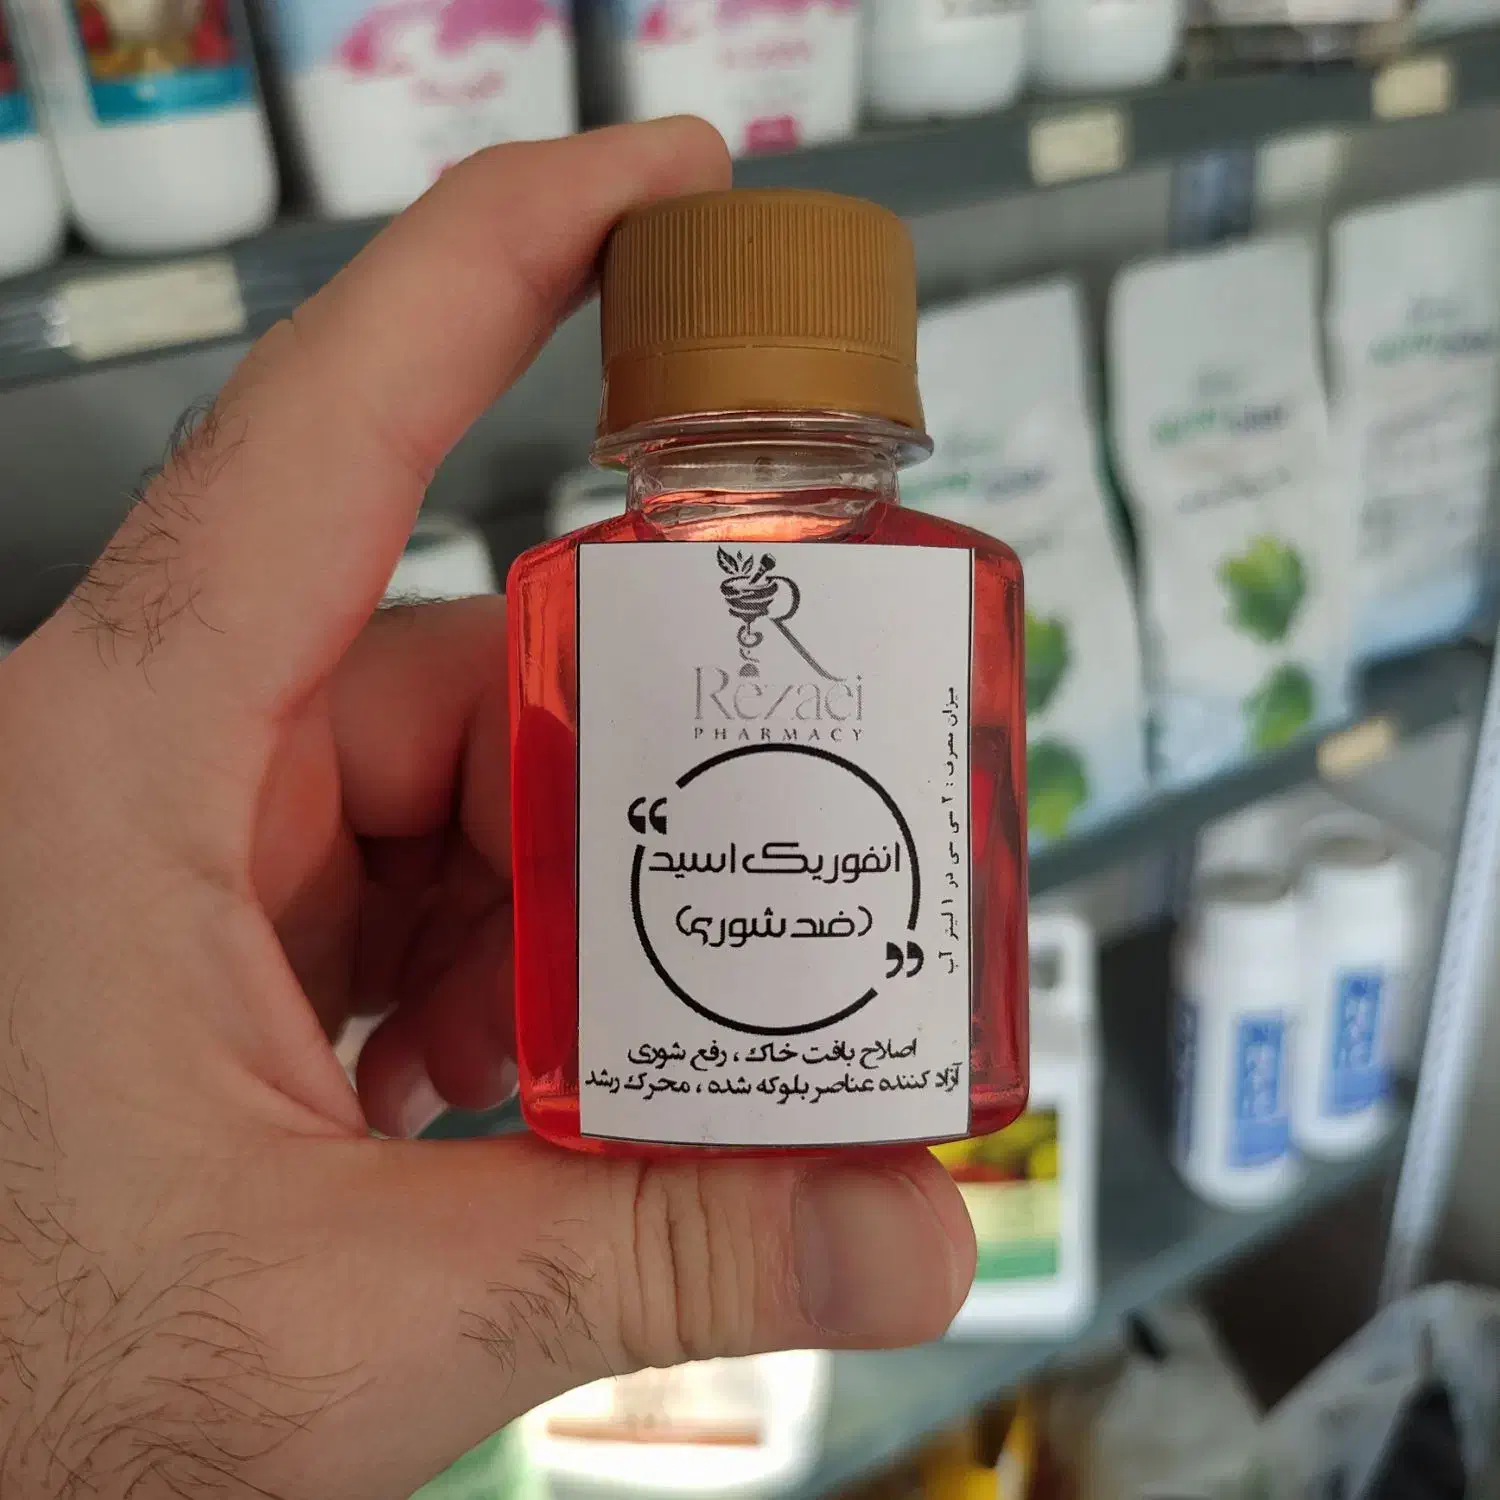 Rezaei
PHARMACY
“
انفوریک اسید
(ضد شوری)
”
اصلاح بافت خاک ، رفع شوری
آزاد کننده عناصر بلوکه شده ، محرک رشد
میزان مصرف : ۲ سی سی در ۱ لیتر آب